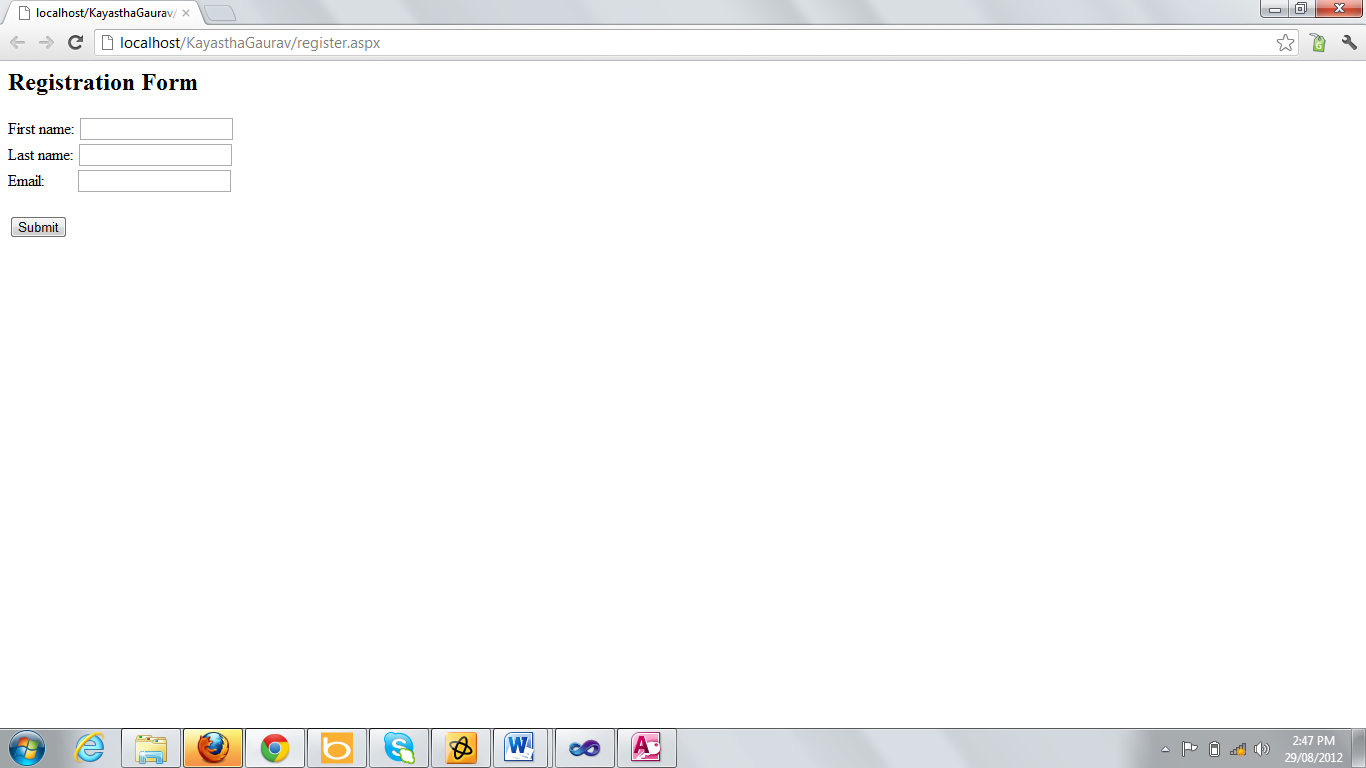 localhost/KayasthaGaurav/
localhost/KayasthaGaurav/register.aspx
Registration Form
First name:
Last name:
Email:
Submit
2:47 PM
29/08/2012